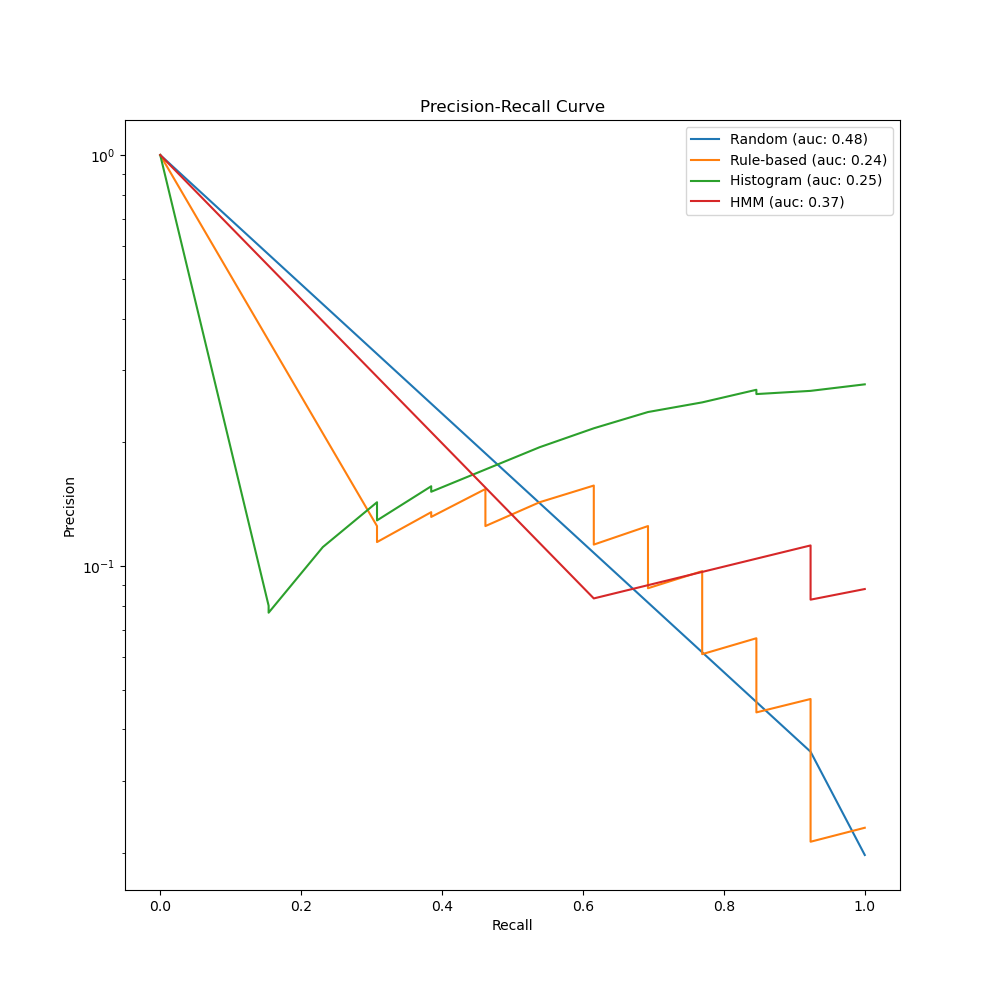 Precision-Recall Curve
Random (auc: 0.48)
Rule-based (auc: 0.24)
Histogram (auc: 0.25)
HMM (auc: 0.37)
10⁰
10⁻¹
Precision
0.0 0.2 0.4 0.6 0.8 1.0
Recall